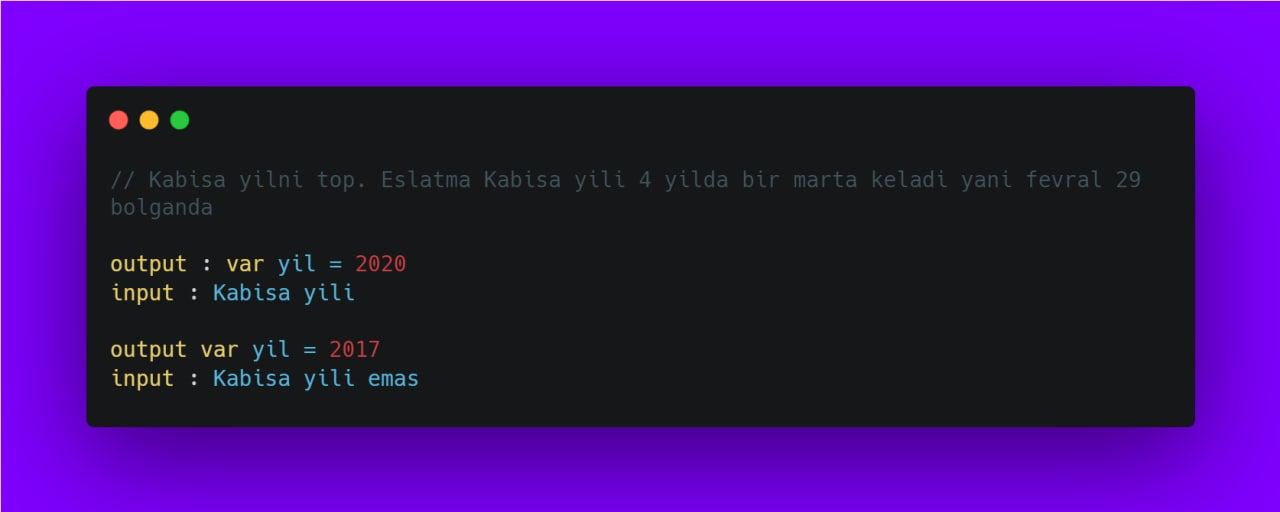 // Kabisa yilni top. Eslatma Kabisa yili 4 yilda bir marta keladi yani fevral 29
bolganda
output : var yil = 2020
input : Kabisa yili
output var yil = 2017
input : Kabisa yili emas